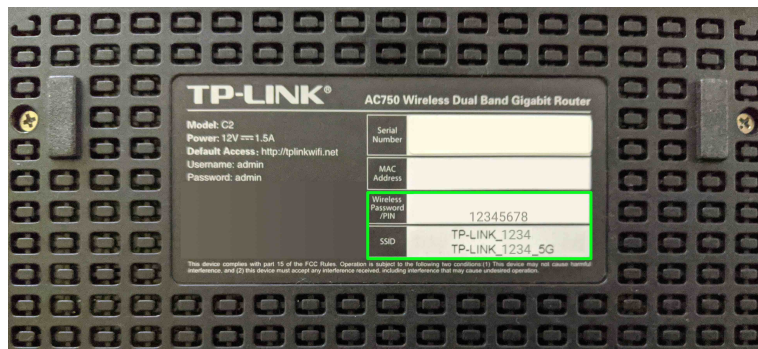 TP-LINK®
AC750 Wireless Dual Band Gigabit Router
Model: C2
Power: 12V⎓1.5A
Default Access: http://tplinkwifi.net
Username: admin
Password: admin
Serial
Number
MAC
Address
Wireless
Password
/PIN
12345678
SSID
TP-LINK_1234
TP-LINK_1234_5G
This device complies with part 15 of the FCC Rules. Operation is subject to the following two conditions:(1) This device may not cause harmful
interference, and (2) this device must accept any interference received, including interference that may cause undesired operation.